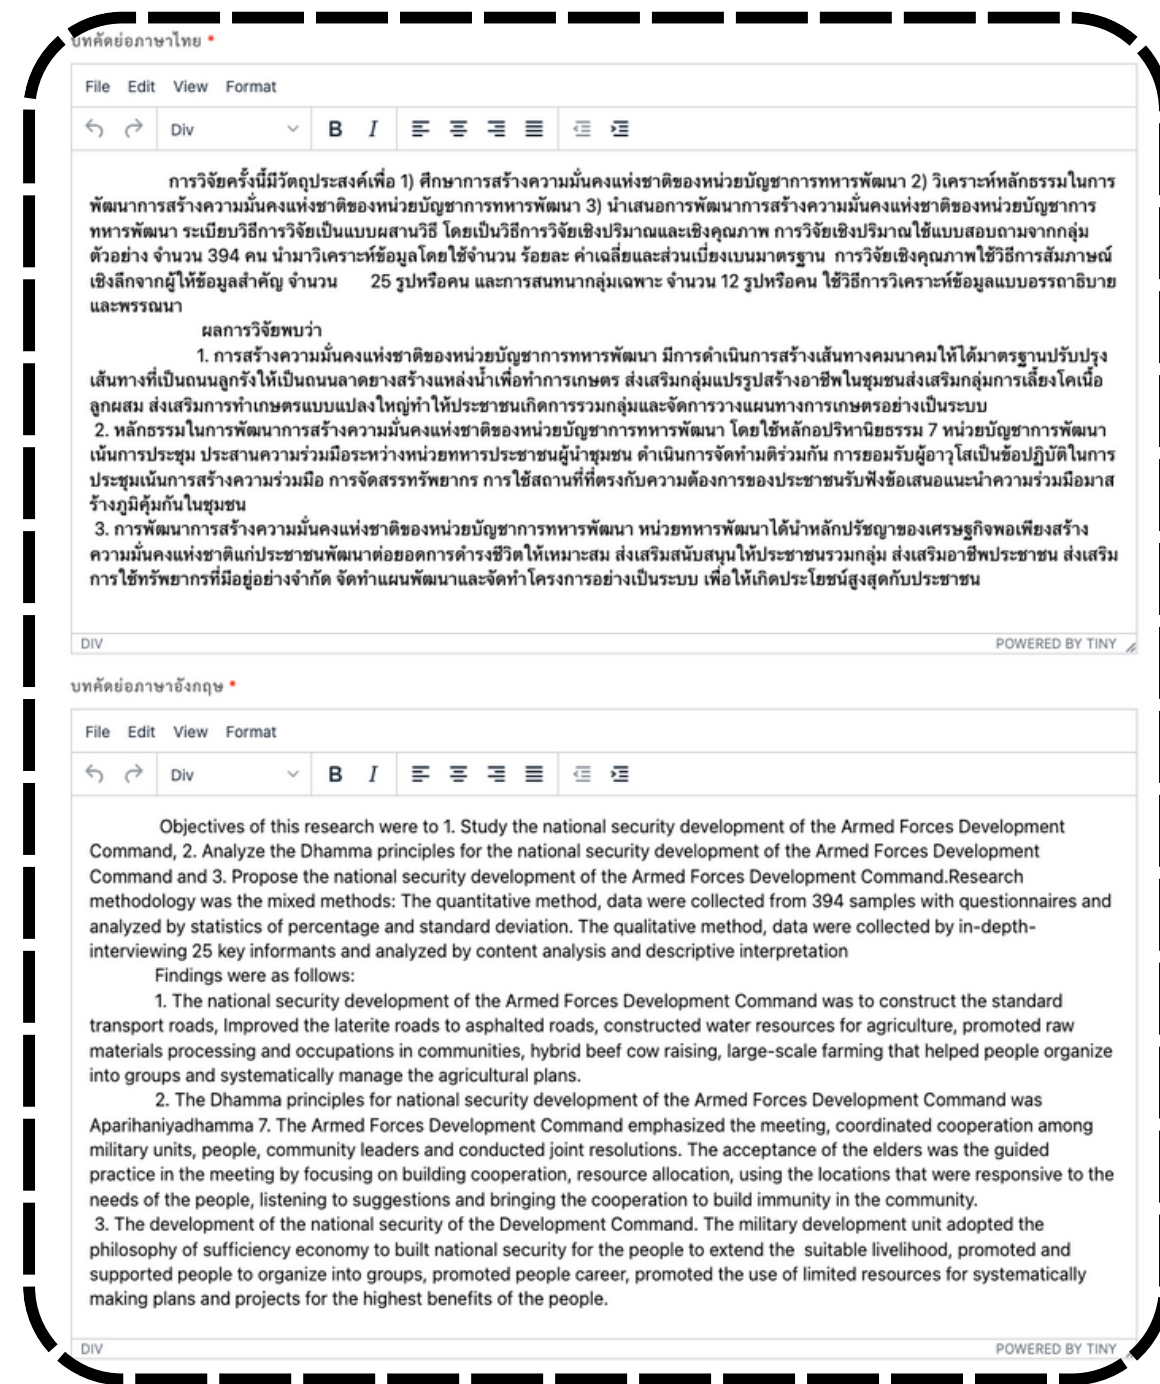 บทคัดย่อภาษาไทย *
File Edit View Format
Div B I
การวิจัยครั้งนี้มีวัตถุประสงค์เพื่อ 1) ศึกษาการสร้างความมั่นคงแห่งชาติของหน่วยบัญชาการทหารพัฒนา 2) วิเคราะห์หลักธรรมในการ
พัฒนาการสร้างความมั่นคงแห่งชาติของหน่วยบัญชาการทหารพัฒนา 3) นำเสนอการพัฒนาการสร้างความมั่นคงแห่งชาติของหน่วยบัญชาการ
ทหารพัฒนา ระเบียบวิธีการวิจัยเป็นแบบผสานวิธี โดยเป็นวิธีการวิจัยเชิงปริมาณและเชิงคุณภาพ การวิจัยเชิงปริมาณใช้แบบสอบถามจากกลุ่ม
ตัวอย่าง จำนวน 394 คน นำมาวิเคราะห์ข้อมูลโดยใช้จำนวน ร้อยละ ค่าเฉลี่ยและส่วนเบี่ยงเบนมาตรฐาน การวิจัยเชิงคุณภาพใช้วิธีการสัมภาษณ์
เชิงลึกจากผู้ให้ข้อมูลสำคัญ จำนวน 25 รูปหรือคน และการสนทนากลุ่มเฉพาะ จำนวน 12 รูปหรือคน ใช้วิธีการวิเคราะห์ข้อมูลแบบอรรถาธิบาย
และพรรณนา
ผลการวิจัยพบว่า
1. การสร้างความมั่นคงแห่งชาติของหน่วยบัญชาการทหารพัฒนา มีการดำเนินการสร้างเส้นทางคมนาคมให้ได้มาตรฐานปรับปรุง
เส้นทางที่เป็นถนนลูกรังให้เป็นถนนลาดยางสร้างแหล่งน้ำเพื่อทำการเกษตร ส่งเสริมกลุ่มแปรรูปสร้างอาชีพในชุมชนส่งเสริมกลุ่มการเลี้ยงโคเนื้อ
ลูกผสม ส่งเสริมการทำเกษตรแบบแปลงใหญ่ทำให้ประชาชนเกิดการรวมกลุ่มและจัดการวางแผนทางการเกษตรอย่างเป็นระบบ
2. หลักธรรมในการพัฒนาการสร้างความมั่นคงแห่งชาติของหน่วยบัญชาการทหารพัฒนา โดยใช้หลักอปริหานิยธรรม 7 หน่วยบัญชาการพัฒนา
เน้นการประชุม ประสานความร่วมมือระหว่างหน่วยทหารประชาชนผู้นำชุมชน ดำเนินการจัดทำมติร่วมกัน การยอมรับผู้อาวุโสเป็นข้อปฏิบัติในการ
ประชุมเน้นการสร้างความร่วมมือ การจัดสรรทรัพยากร การใช้สถานที่ที่ตรงกับความต้องการของประชาชนรับฟังข้อเสนอแนะนำความร่วมมือมาส
ร้างภูมิคุ้มกันในชุมชน
3. การพัฒนาการสร้างความมั่นคงแห่งชาติของหน่วยบัญชาการทหารพัฒนา หน่วยทหารพัฒนาได้นำหลักปรัชญาของเศรษฐกิจพอเพียงสร้าง
ความมั่นคงแห่งชาติแก่ประชาชนพัฒนาต่อยอดการดำรงชีวิตให้เหมาะสม ส่งเสริมสนับสนุนให้ประชาชนรวมกลุ่ม ส่งเสริมอาชีพประชาชน ส่งเสริม
การใช้ทรัพยากรที่มีอยู่อย่างจำกัด จัดทำแผนพัฒนาและจัดทำโครงการอย่างเป็นระบบ เพื่อให้เกิดประโยชน์สูงสุดกับประชาชน
DIV POWERED BY TINY
บทคัดย่อภาษาอังกฤษ *
File Edit View Format
Div B I
Objectives of this research were to 1. Study the national security development of the Armed Forces Development
Command, 2. Analyze the Dhamma principles for the national security development of the Armed Forces Development
Command and 3. Propose the national security development of the Armed Forces Development Command.Research
methodology was the mixed methods: The quantitative method, data were collected from 394 samples with questionnaires and
analyzed by statistics of percentage and standard deviation. The qualitative method, data were collected by in-depth-
interviewing 25 key informants and analyzed by content analysis and descriptive interpretation
Findings were as follows:
1. The national security development of the Armed Forces Development Command was to construct the standard
transport roads, Improved the laterite roads to asphalted roads, constructed water resources for agriculture, promoted raw
materials processing and occupations in communities, hybrid beef cow raising, large-scale farming that helped people organize
into groups and systematically manage the agricultural plans.
2. The Dhamma principles for national security development of the Armed Forces Development Command was
Aparihaniyadhamma 7. The Armed Forces Development Command emphasized the meeting, coordinated cooperation among
military units, people, community leaders and conducted joint resolutions. The acceptance of the elders was the guided
practice in the meeting by focusing on building cooperation, resource allocation, using the locations that were responsive to the
needs of the people, listening to suggestions and bringing the cooperation to build immunity in the community.
3. The development of the national security of the Development Command. The military development unit adopted the
philosophy of sufficiency economy to built national security for the people to extend the suitable livelihood, promoted and
supported people to organize into groups, promoted people career, promoted the use of limited resources for systematically
making plans and projects for the highest benefits of the people.
DIV POWERED BY TINY